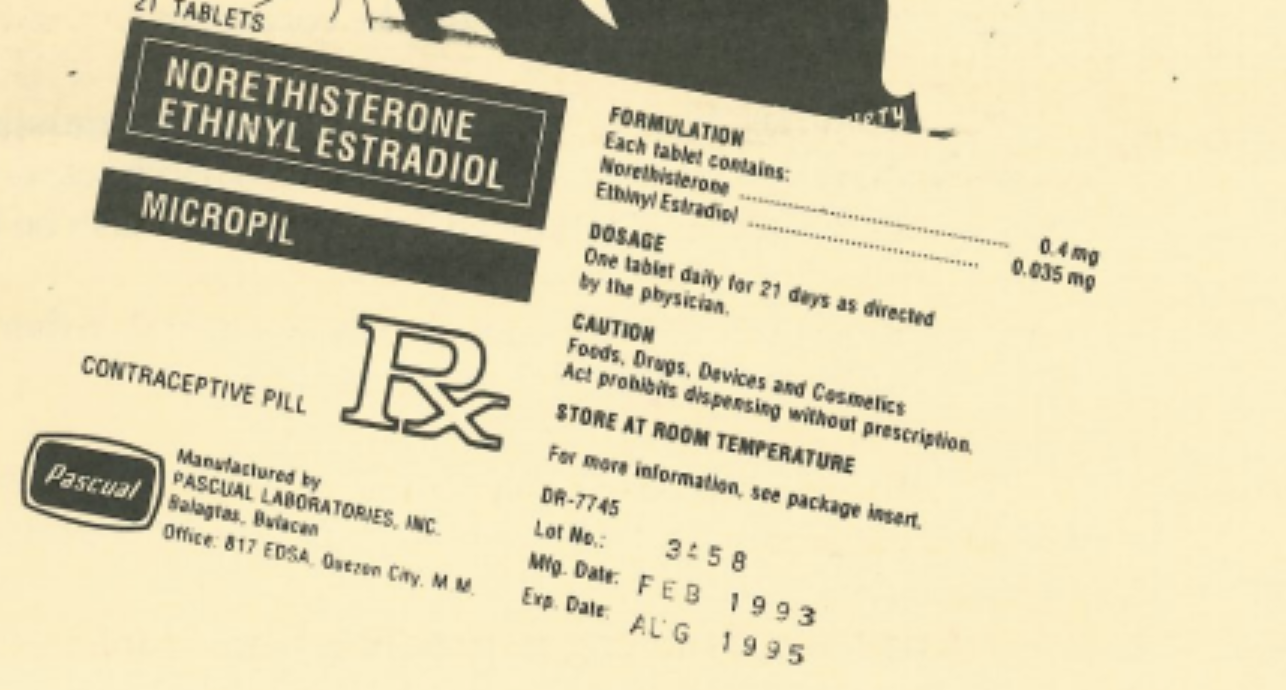 21 TABLETS
NORETHISTERONE
ETHINYL ESTRADIOL
MICROPIL
Rx
CONTRACEPTIVE PILL
Pascual
Manufactured by
PASCUAL LABORATORIES, INC.
Balagtas, Bulacan
Office: 817 EDSA, Quezon City, M.M.
FORMULATION
Each tablet contains:
Norethisterone ........................................ 0.4 mg
Ethinyl Estradiol ................................... 0.035 mg
DOSAGE
One tablet daily for 21 days as directed
by the physician.
CAUTION
Foods, Drugs, Devices and Cosmetics
Act prohibits dispensing without prescription.
STORE AT ROOM TEMPERATURE
For more information, see package insert.
DR-7745
Lot No.:
Mfg. Date: FEB 1993
Exp. Date: AUG 1995